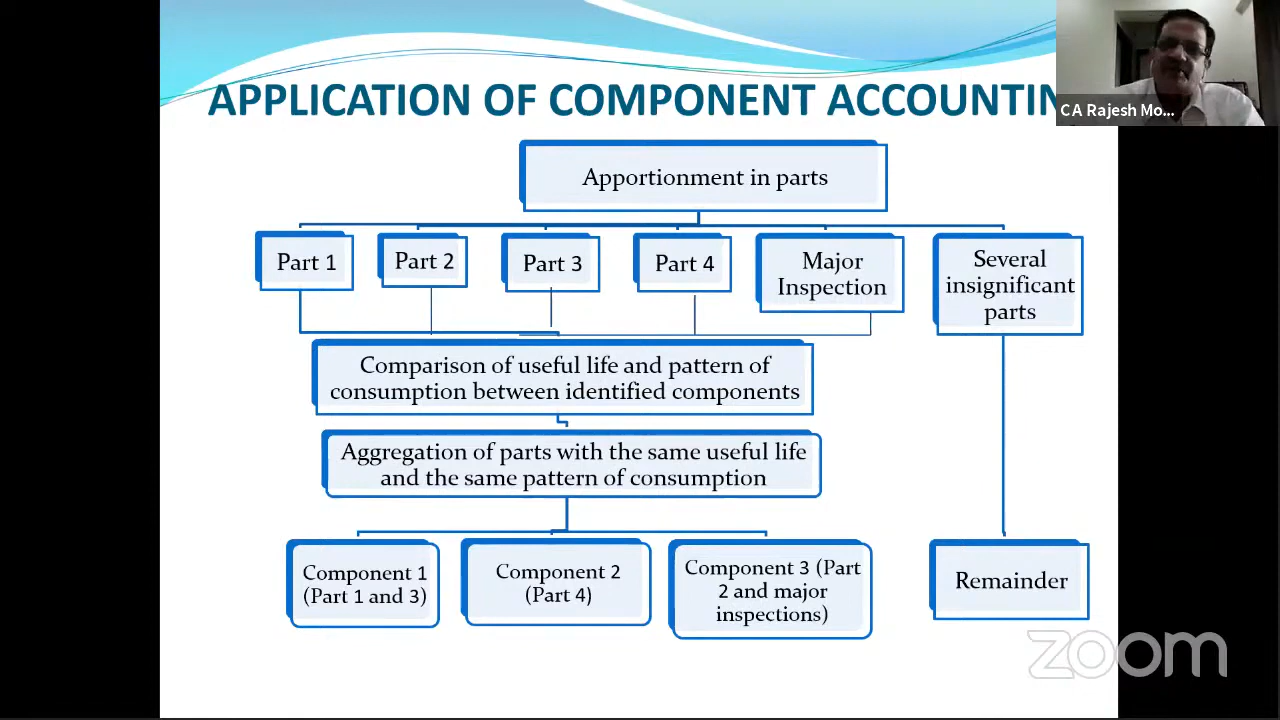 APPLICATION OF COMPONENT ACCOUNTIN
CA Rajesh Mo...
Apportionment in parts
Part 1
Part 2
Part 3
Part 4
Major
Inspection
Several
insignificant
parts
Comparison of useful life and pattern of
consumption between identified components
Aggregation of parts with the same useful life
and the same pattern of consumption
Component 1
(Part 1 and 3)
Component 2
(Part 4)
Component 3 (Part
2 and major
inspections)
Remainder
zoom